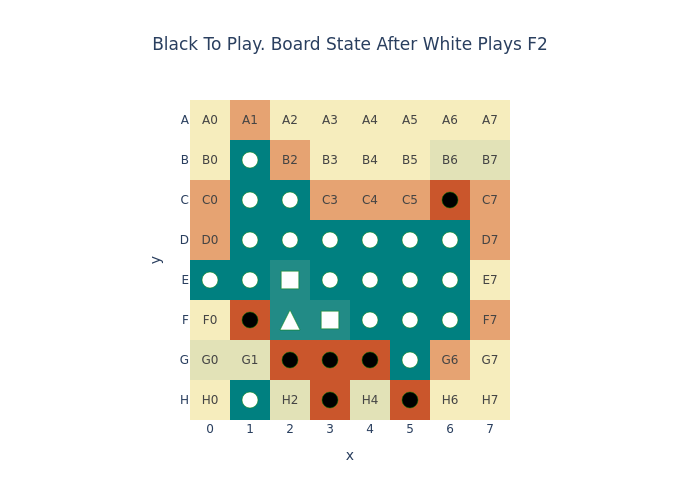 Black To Play. Board State After White Plays F2
A A0 A1 A2 A3 A4 A5 A6 A7
B B0 B2 B3 B4 B5 B6 B7
C C0 C3 C4 C5 C7
D D0 D7
y
E E7
F F0 F7
G G0 G1 G6 G7
H H0 H2 H4 H6 H7
0 1 2 3 4 5 6 7
x